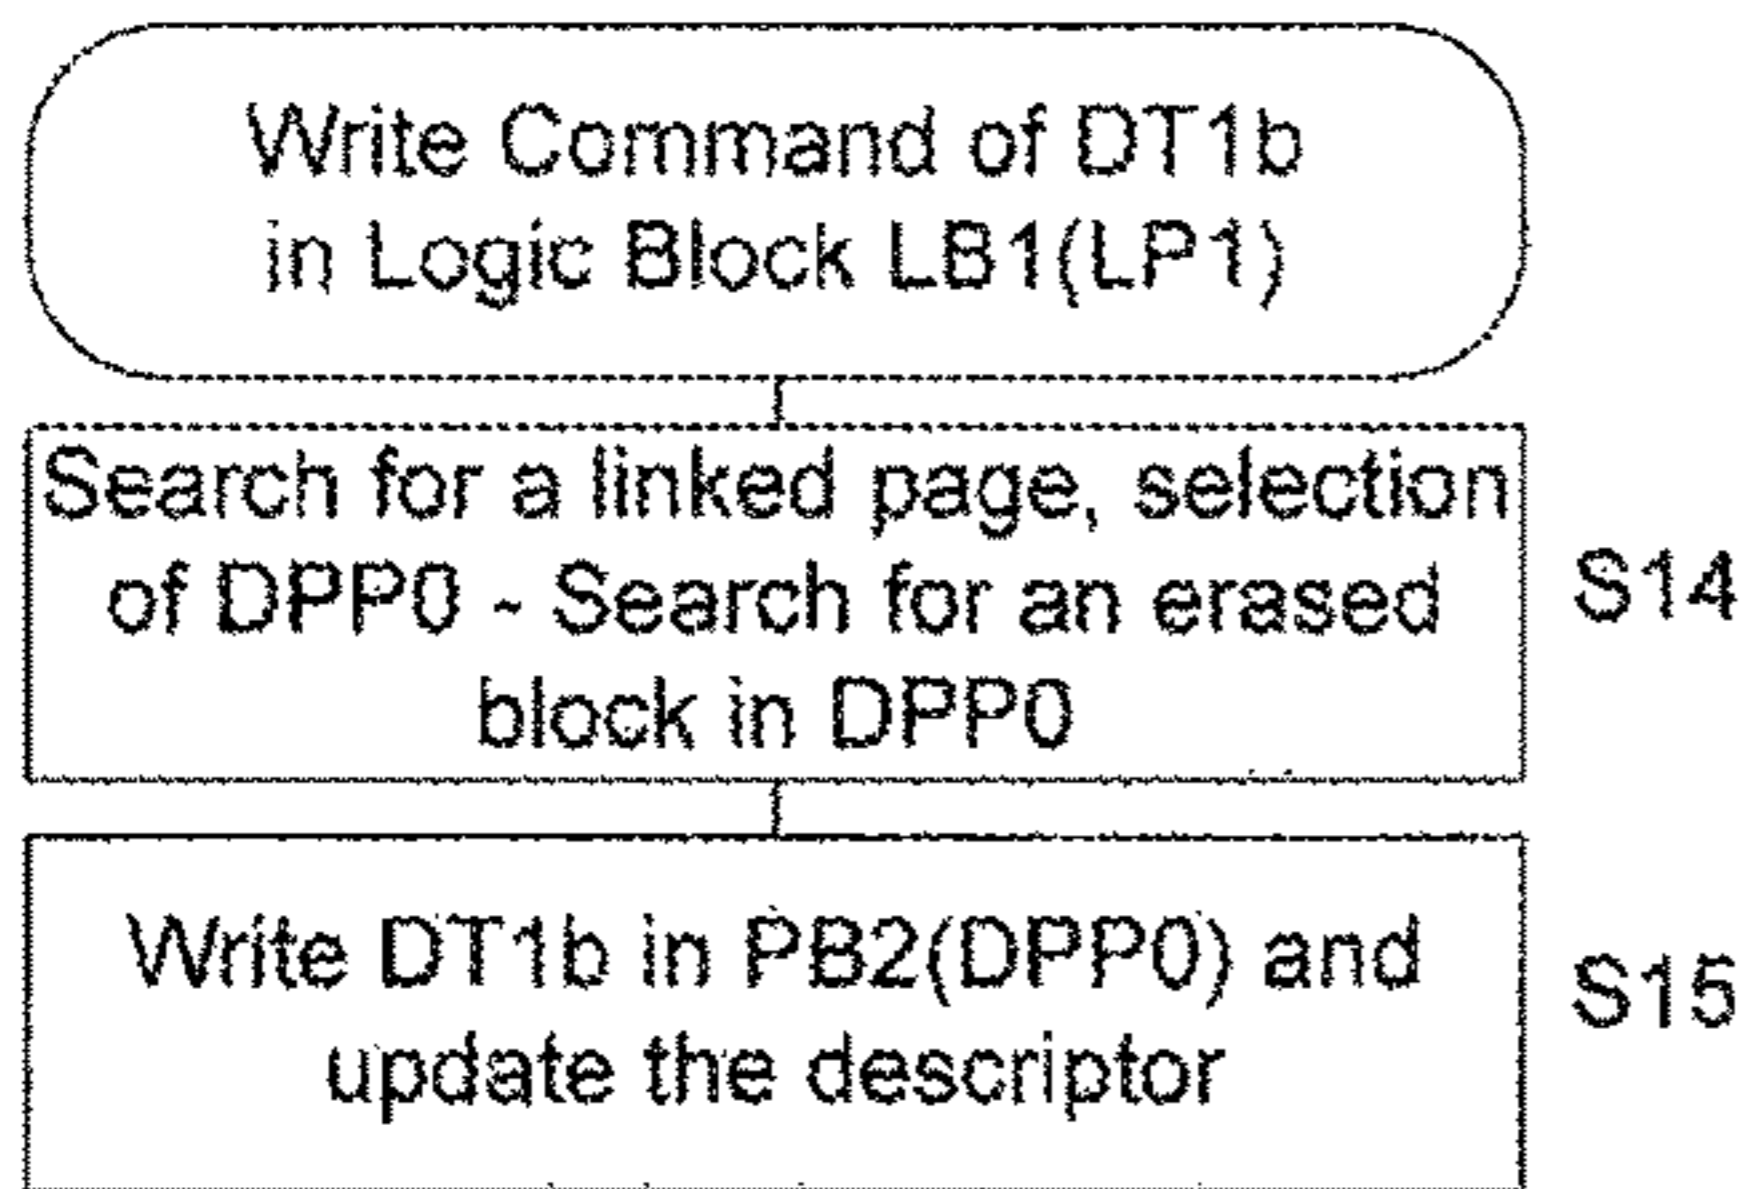 Write Command of DT1b
in Logic Block LB1(LP1)
Search for a linked page, selection
of DPP0 - Search for an erased
block in DPP0
S14
Write DT1b in PB2(DPP0) and
update the descriptor
S15